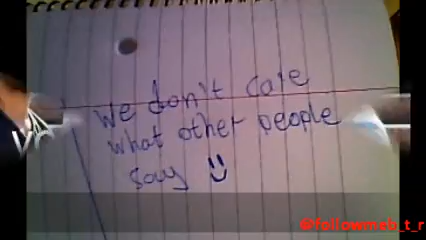 we don't care
what other people
say :)
@followmeb_t_r